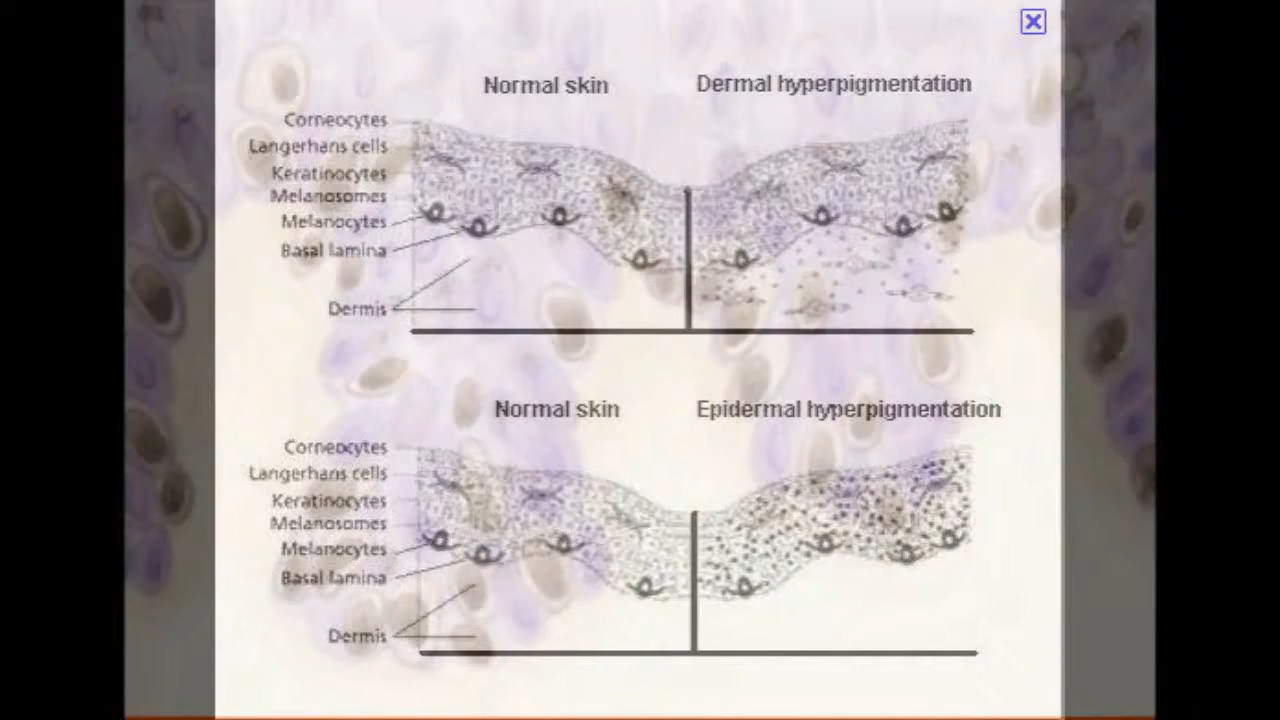 Normal skin
Dermal hyperpigmentation
Corneocytes
Langerhans cells
Keratinocytes
Melanosomes
Melanocytes
Basal lamina
Dermis
Normal skin
Epidermal hyperpigmentation
Corneocytes
Langerhans cells
Keratinocytes
Melanosomes
Melanocytes
Basal lamina
Dermis